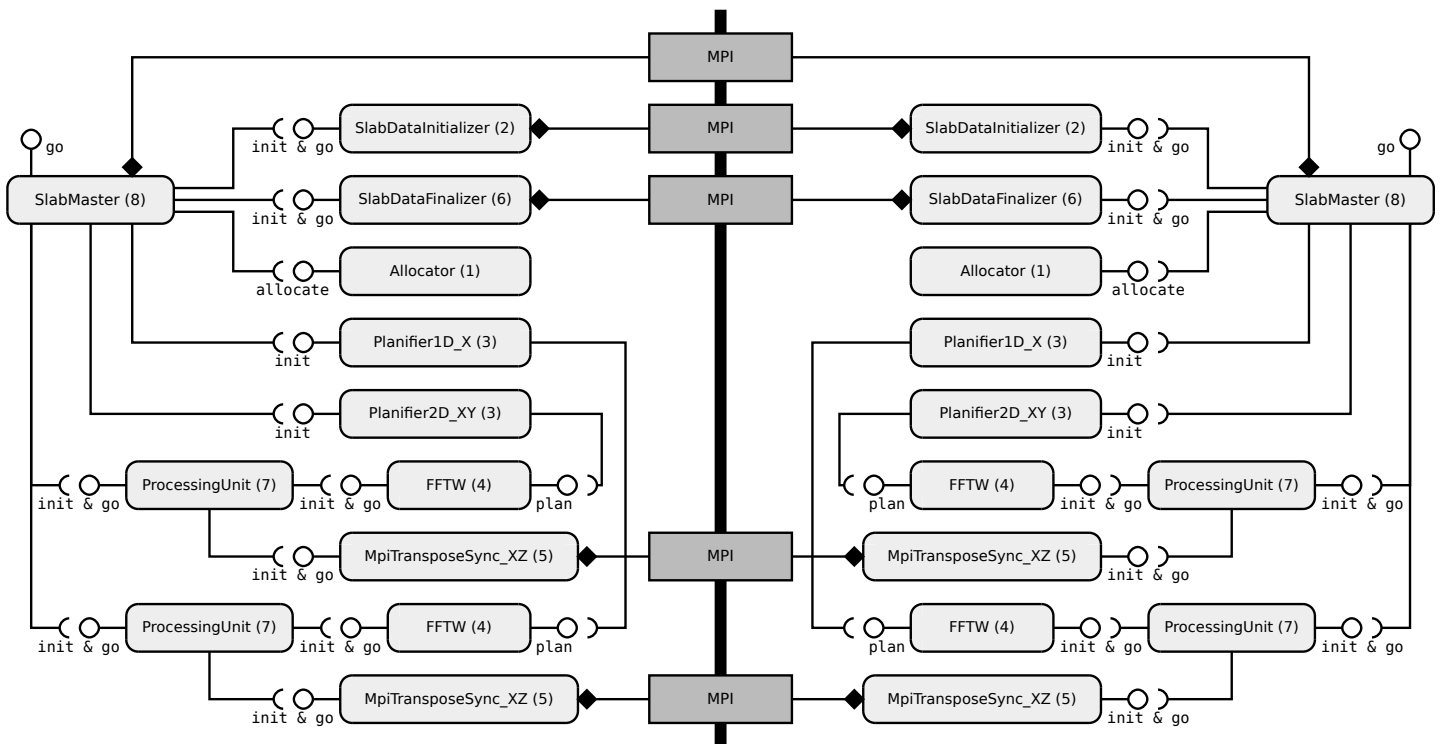 MPI
SlabDataInitializer (2) MPI SlabDataInitializer (2)
go init & go init & go go
SlabMaster (8) SlabDataFinalizer (6) MPI SlabDataFinalizer (6) SlabMaster (8)
init & go init & go
Allocator (1) Allocator (1)
allocate allocate
Planifier1D_X (3) Planifier1D_X (3)
init init
Planifier2D_XY (3) Planifier2D_XY (3)
init init
ProcessingUnit (7) FFTW (4) FFTW (4) ProcessingUnit (7)
init & go init & go plan plan init & go init & go
MpiTransposeSync_XZ (5) MPI MpiTransposeSync_XZ (5)
init & go init & go
ProcessingUnit (7) FFTW (4) FFTW (4) ProcessingUnit (7)
init & go init & go plan plan init & go init & go
MpiTransposeSync_XZ (5) MPI MpiTransposeSync_XZ (5)
init & go init & go